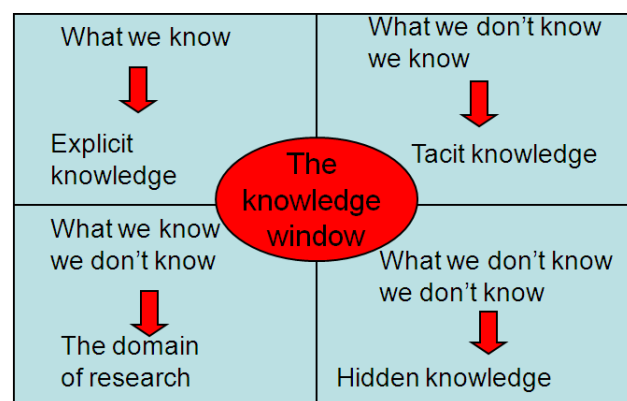 What we know
Explicit
knowledge
What we don't know
we know
Tacit knowledge
The
knowledge
window
What we know
we don't know
The domain
of research
What we don't know
we don't know
Hidden knowledge